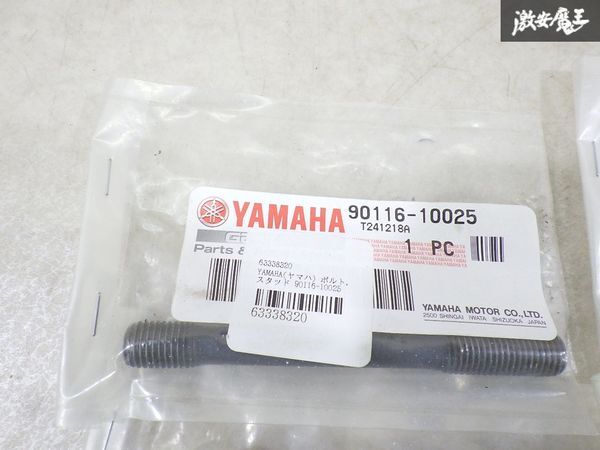 激安魔王
YAMAHA 90116-10025
T241218A
Parts &
1 PC
63338320
YAMAHA(ヤマハ) ボルト,
スタッド 90116-10025
63338320
YAMAHA MOTOR CO.,LTD.
2500 SHINGAI IWATA SHIZUOKA JAPAN